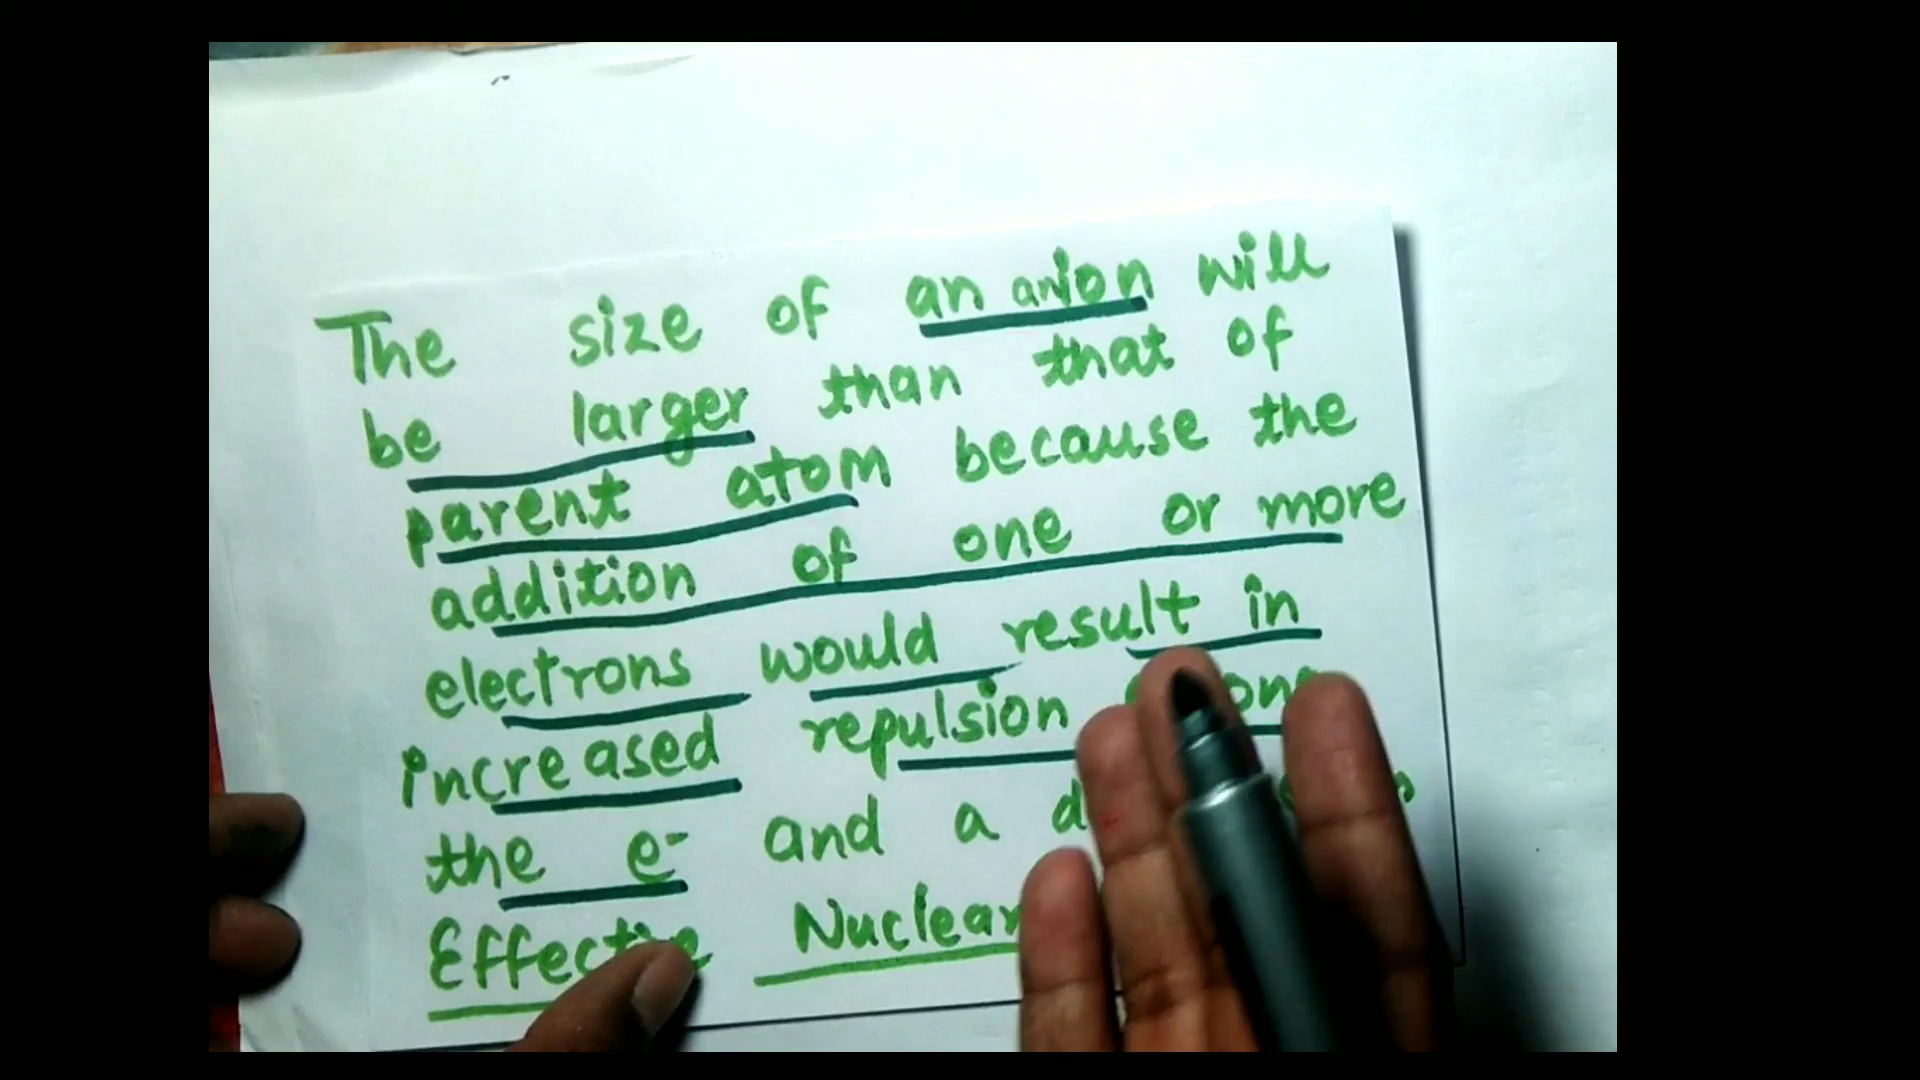 The size of an anion will
be larger than that of
parent atom because the
addition of one or more
electrons would result in
increased repulsion
the e- and a
Effective Nuclear